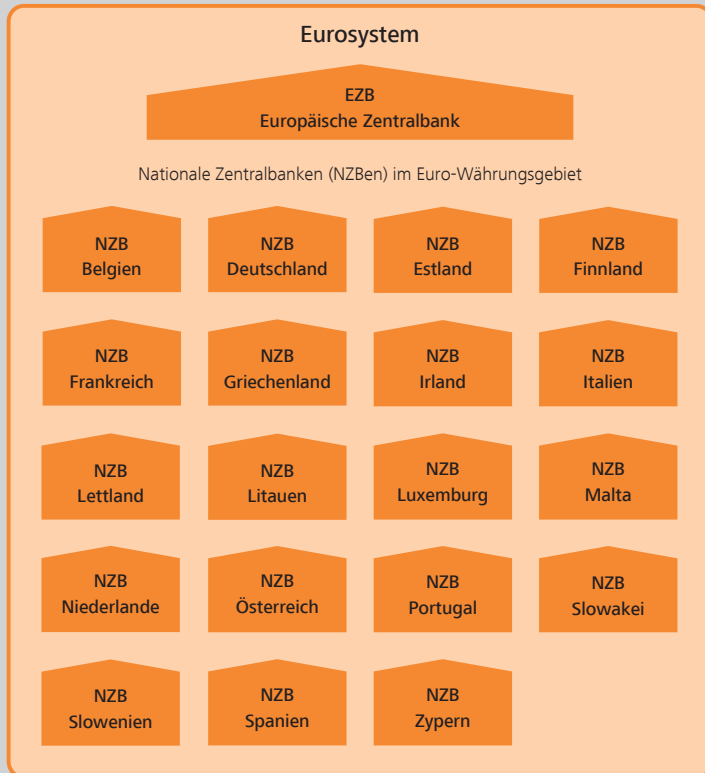 Eurosystem
EZB
Europäische Zentralbank
Nationale Zentralbanken (NZBen) im Euro-Währungsgebiet
NZB
Belgien
NZB
Deutschland
NZB
Estland
NZB
Finnland
NZB
Frankreich
NZB
Griechenland
NZB
Irland
NZB
Italien
NZB
Lettland
NZB
Litauen
NZB
Luxemburg
NZB
Malta
NZB
Niederlande
NZB
Österreich
NZB
Portugal
NZB
Slowakei
NZB
Slowenien
NZB
Spanien
NZB
Zypern